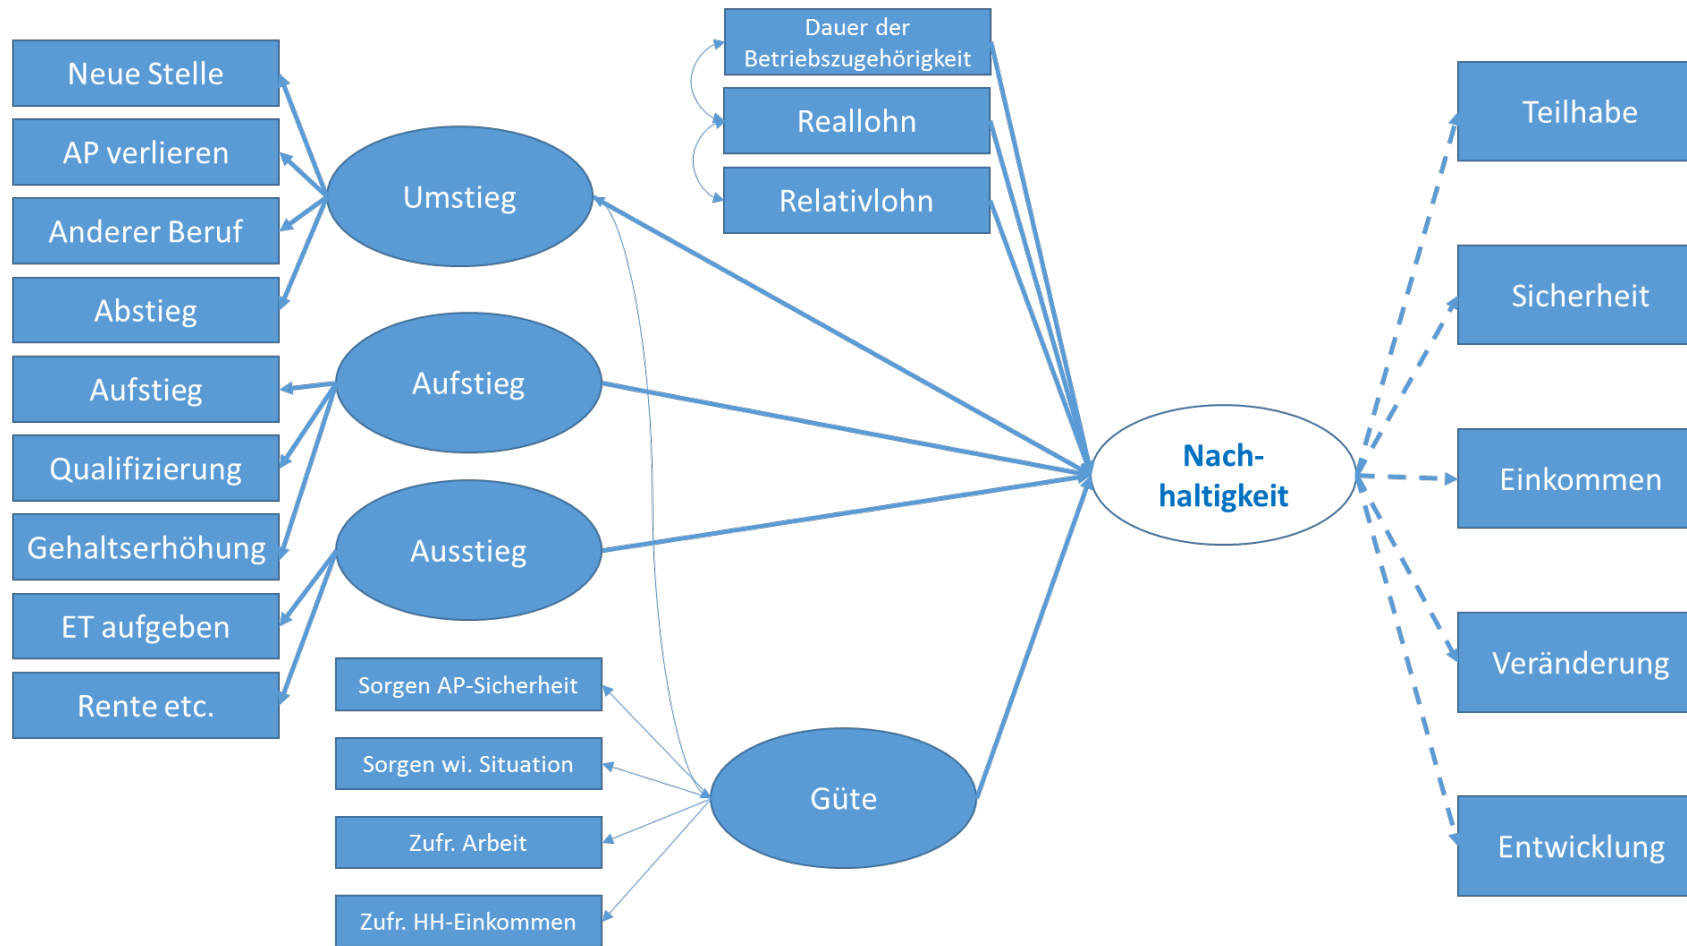 Neue Stelle
AP verlieren
Anderer Beruf
Abstieg
Aufstieg
Qualifizierung
Gehaltserhöhung
ET aufgeben
Rente etc.
Umstieg
Aufstieg
Ausstieg
Sorgen AP-Sicherheit
Sorgen wi. Situation
Zufr. Arbeit
Zufr. HH-Einkommen
Dauer der
Betriebszugehörigkeit
Reallohn
Relativlohn
Güte
Nach-
haltigkeit
Teilhabe
Sicherheit
Einkommen
Veränderung
Entwicklung